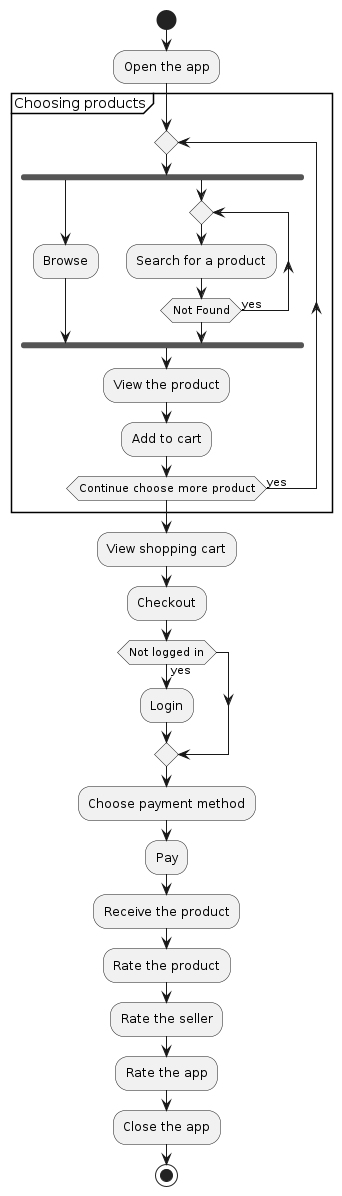 Open the app
Choosing products
Browse
Search for a product
Not Found
yes
View the product
Add to cart
Continue choose more product
yes
View shopping cart
Checkout
Not logged in
yes
Login
Choose payment method
Pay
Receive the product
Rate the product
Rate the seller
Rate the app
Close the app